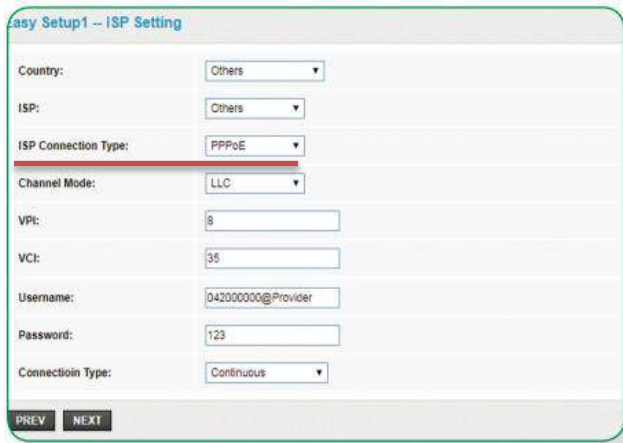 Easy Setup1 -- ISP Setting
Country: Others
ISP: Others
ISP Connection Type: PPPoE
Channel Mode: LLC
VPI: 8
VCI: 35
Username: 042000000@Provider
Password: 123
Connectioin Type: Continuous
PREV NEXT